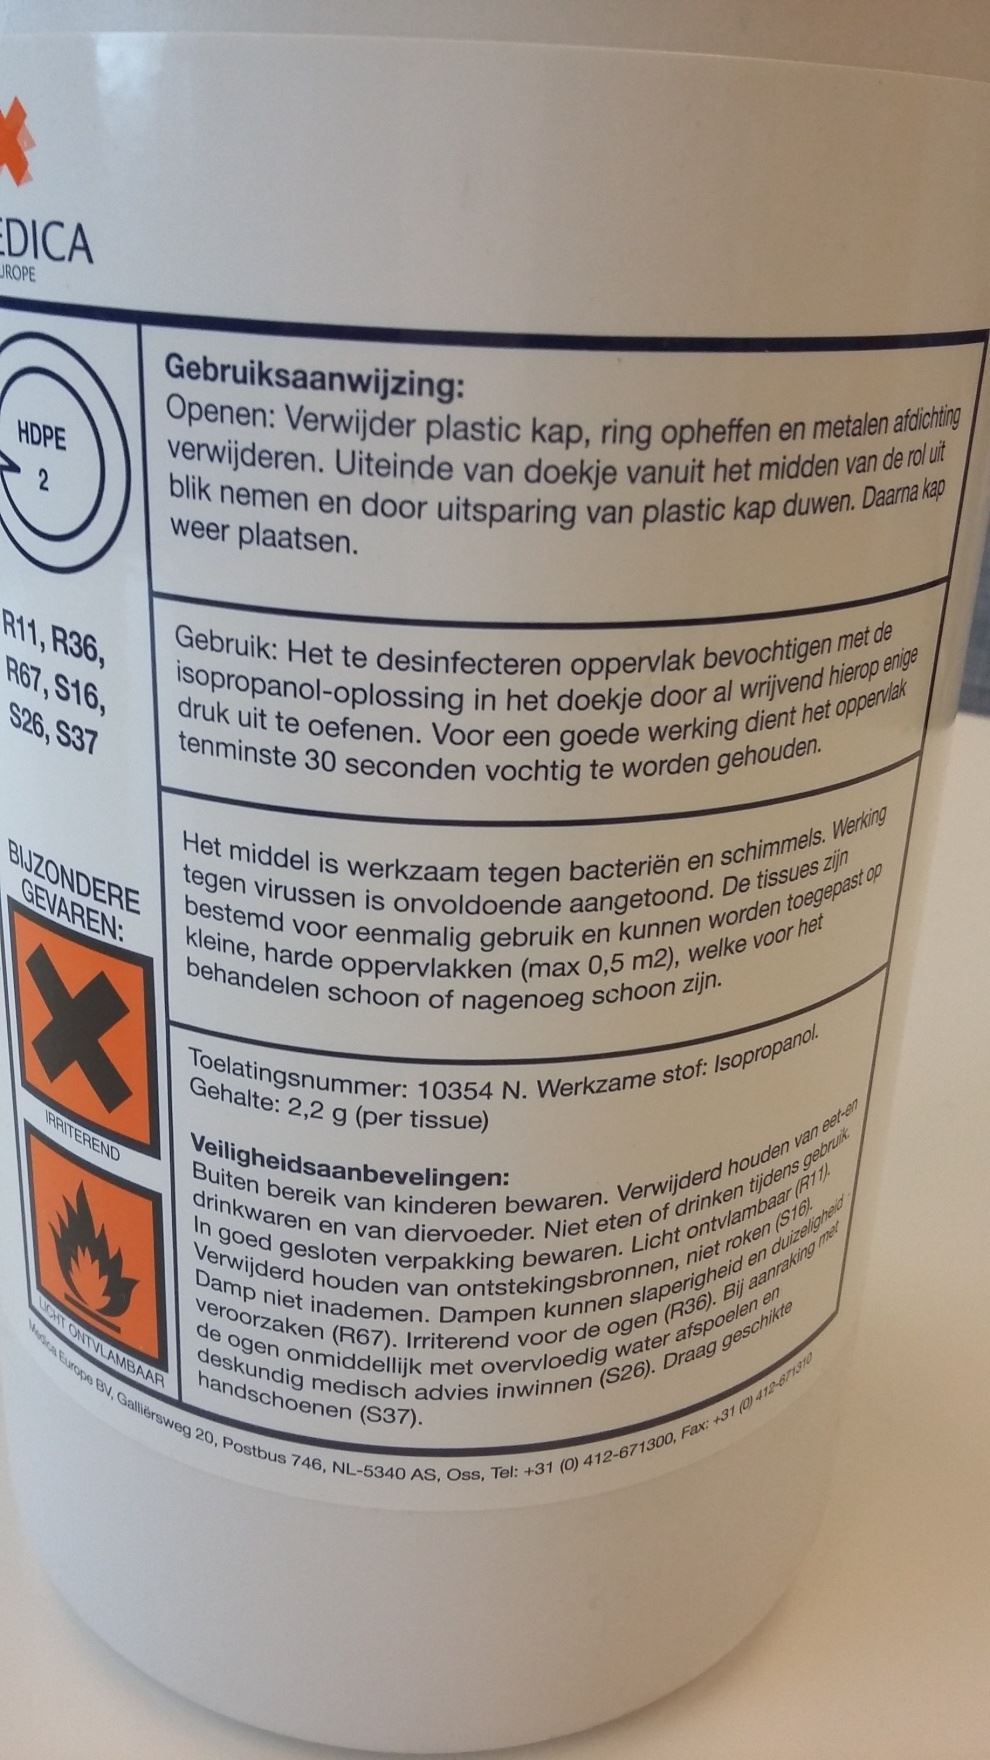 EDICA
UROPE
HDPE
2
R11, R36,
R67, S16,
S26, S37
BIJZONDERE
GEVAREN:
IRRITEREND
LICHT ONTVLAMBAAR
Gebruiksaanwijzing:
Openen: Verwijder plastic kap, ring opheffen en metalen afdichting
verwijderen. Uiteinde van doekje vanuit het midden van de rol uit
blik nemen en door uitsparing van plastic kap duwen. Daarna kap
weer plaatsen.
Gebruik: Het te desinfecteren oppervlak bevochtigen met de
isopropanol-oplossing in het doekje door al wrijvend hierop enige
druk uit te oefenen. Voor een goede werking dient het oppervlak
tenminste 30 seconden vochtig te worden gehouden.
Het middel is werkzaam tegen bacteriën en schimmels. Werking
tegen virussen is onvoldoende aangetoond. De tissues zijn
bestemd voor eenmalig gebruik en kunnen worden toegepast op
kleine, harde oppervlakken (max 0,5 m2), welke voor het
behandelen schoon of nagenoeg schoon zijn.
Toelatingsnummer: 10354 N. Werkzame stof: Isopropanol.
Gehalte: 2,2 g (per tissue)
Veiligheidsaanbevelingen:
Buiten bereik van kinderen bewaren. Verwijderd houden van eet-en
drinkwaren en van diervoeder. Niet eten of drinken tijdens gebruik.
In goed gesloten verpakking bewaren. Licht ontvlambaar (R11).
Verwijderd houden van ontstekingsbronnen, niet roken (S16).
Damp niet inademen. Dampen kunnen slaperigheid en duizeligheid
veroorzaken (R67). Irriterend voor de ogen (R36). Bij aanraking met
de ogen onmiddellijk met overvloedig water afspoelen en
deskundig medisch advies inwinnen (S26). Draag geschikte
handschoenen (S37).
Medica Europe BV, Galliërsweg 20, Postbus 746, NL-5340 AS, Oss, Tel: +31 (0) 412-671300, Fax: +31 (0) 412-671310